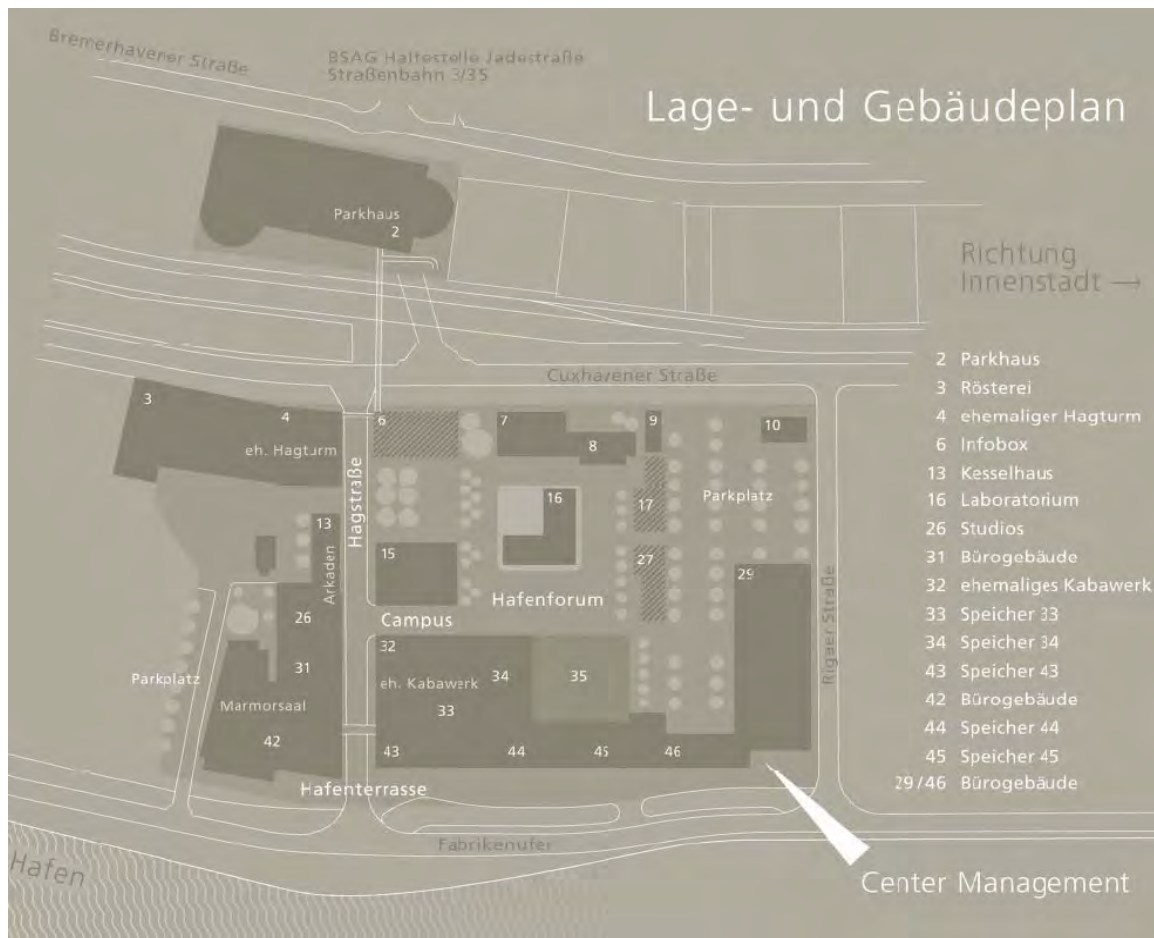 Bremerhavener Straße
BSAG Haltestelle Jadestraße
Straßenbahn 3/35
Lage- und Gebäudeplan
Parkhaus
2
Richtung
Innenstadt →
Cuxhavener Straße
3
4
eh. Hagturm
6
7
8
9
10
Hagstraße
13
Arkaden
15
16
17
Parkplatz
27
29
Hafenforum
Campus
26
31
Parkplatz
Marmorsaal
42
32
eh. Kabawerk
33
34
35
43
44
45
46
Rigaer Straße
Hafenterrasse
Fabrikenufer
Hafen
Center Management
2 Parkhaus
3 Rösterei
4 ehemaliger Hagturm
6 Infobox
13 Kesselhaus
16 Laboratorium
26 Studios
31 Bürogebäude
32 ehemaliges Kabawerk
33 Speicher 33
34 Speicher 34
43 Speicher 43
42 Bürogebäude
44 Speicher 44
45 Speicher 45
29/46 Bürogebäude